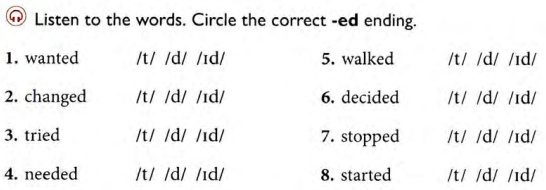 Listen to the words. Circle the correct -ed ending.
1. wanted /t/ /d/ /ɪd/ 5. walked /t/ /d/ /ɪd/
2. changed /t/ /d/ /ɪd/ 6. decided /t/ /d/ /ɪd/
3. tried /t/ /d/ /ɪd/ 7. stopped /t/ /d/ /ɪd/
4. needed /t/ /d/ /ɪd/ 8. started /t/ /d/ /ɪd/